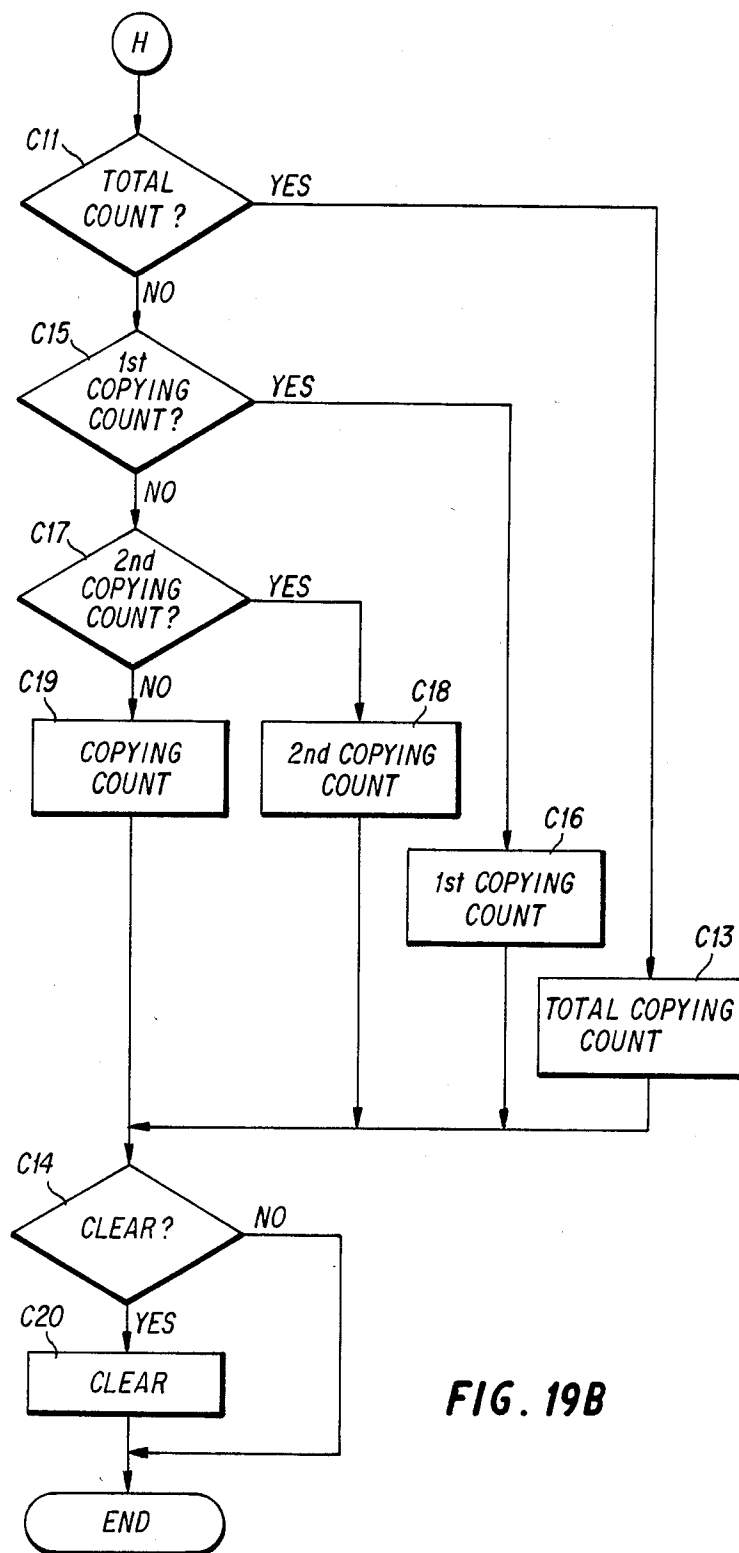 H
C11
TOTAL
COUNT ?
YES
NO
C15
1st
COPYING
COUNT?
YES
NO
C17
2nd
COPYING
COUNT?
YES
NO
C19
COPYING
COUNT
C18
2nd COPYING
COUNT
C16
1st COPYING
COUNT
C13
TOTAL COPYING
COUNT
C14
CLEAR?
NO
YES
C20
CLEAR
FIG. 19B
END